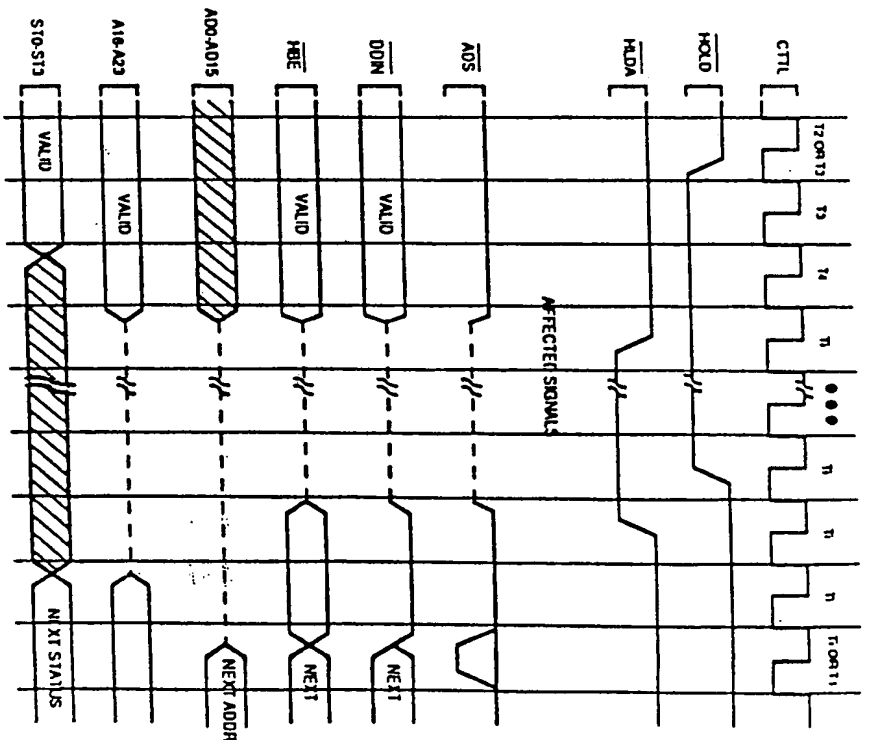 T2 OR T3 T3 T4 Ti ●●● Ti Ti Ti Ti OR T1
CTTL
HOLD
HLDA
AFFECTED SIGNALS
ADS
DDIN VALID NEXT
HBE VALID NEXT
AD0-AD15 NEXT ADDR
A16-A23 VALID
ST0-ST3 VALID NEXT STATUS